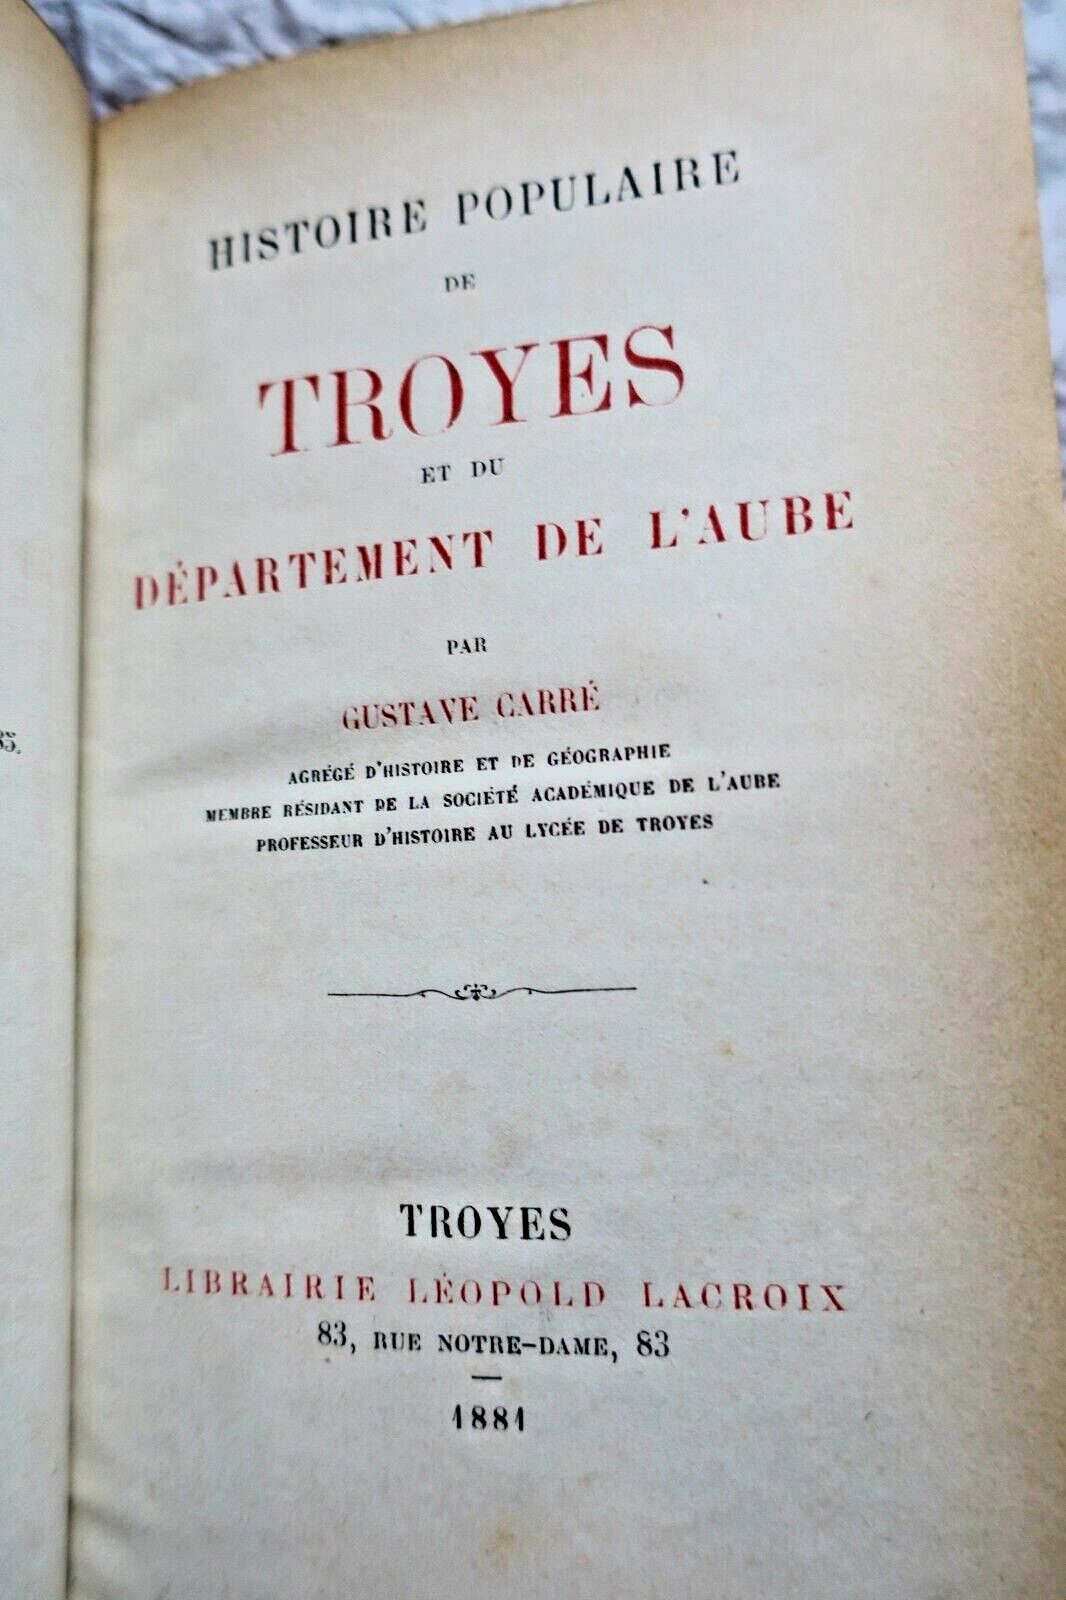 HISTOIRE POPULAIRE
DE
TROYES
ET DU
DÉPARTEMENT DE L'AUBE
PAR
GUSTAVE CARRÉ
AGRÉGÉ D'HISTOIRE ET DE GÉOGRAPHIE
MEMBRE RÉSIDANT DE LA SOCIÉTÉ ACADÉMIQUE DE L'AUBE
PROFESSEUR D'HISTOIRE AU LYCÉE DE TROYES
TROYES
LIBRAIRIE LÉOPOLD LACROIX
83, RUE NOTRE-DAME, 83
1881